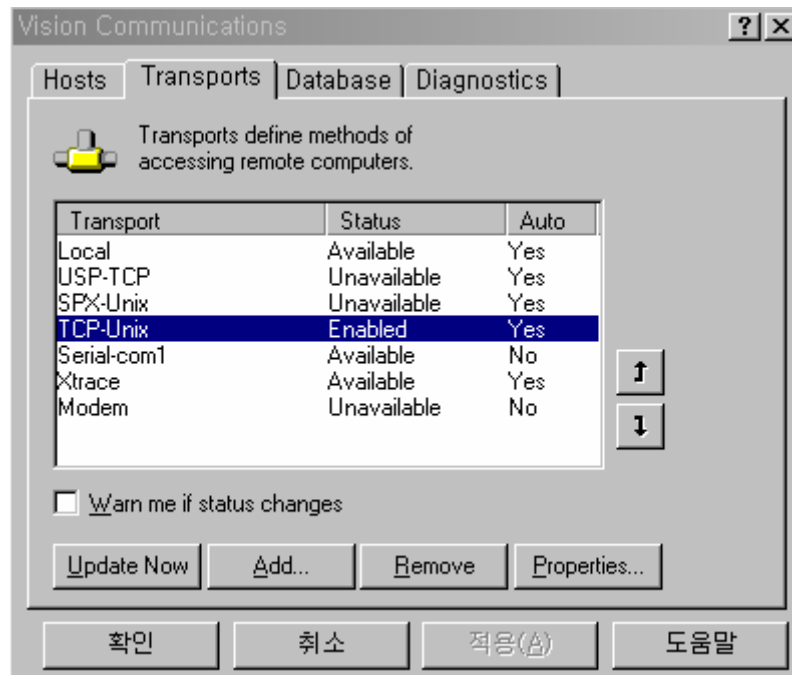 Vision Communications
Hosts Transports Database Diagnostics
Transports define methods of
accessing remote computers.
Transport Status Auto
Local Available Yes
USP-TCP Unavailable Yes
SPX-Unix Unavailable Yes
TCP-Unix Enabled Yes
Serial-com1 Available No
Xtrace Available Yes
Modem Unavailable No
Warn me if status changes
Update Now Add... Remove Properties...
확인 취소 적용(A) 도움말